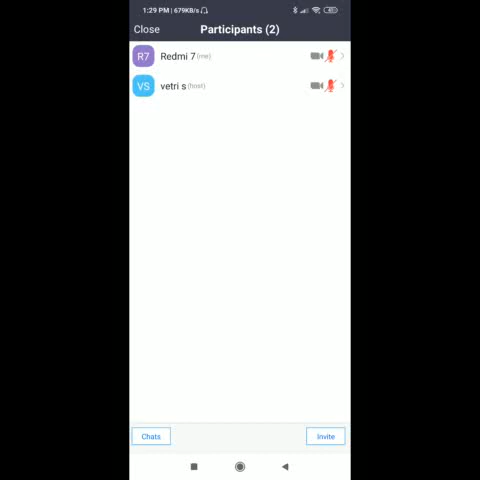 1:29 PM | 679KB/s
Close
Participants (2)
R7
Redmi 7 (me)
VS
vetri s (host)
Chats
Invite